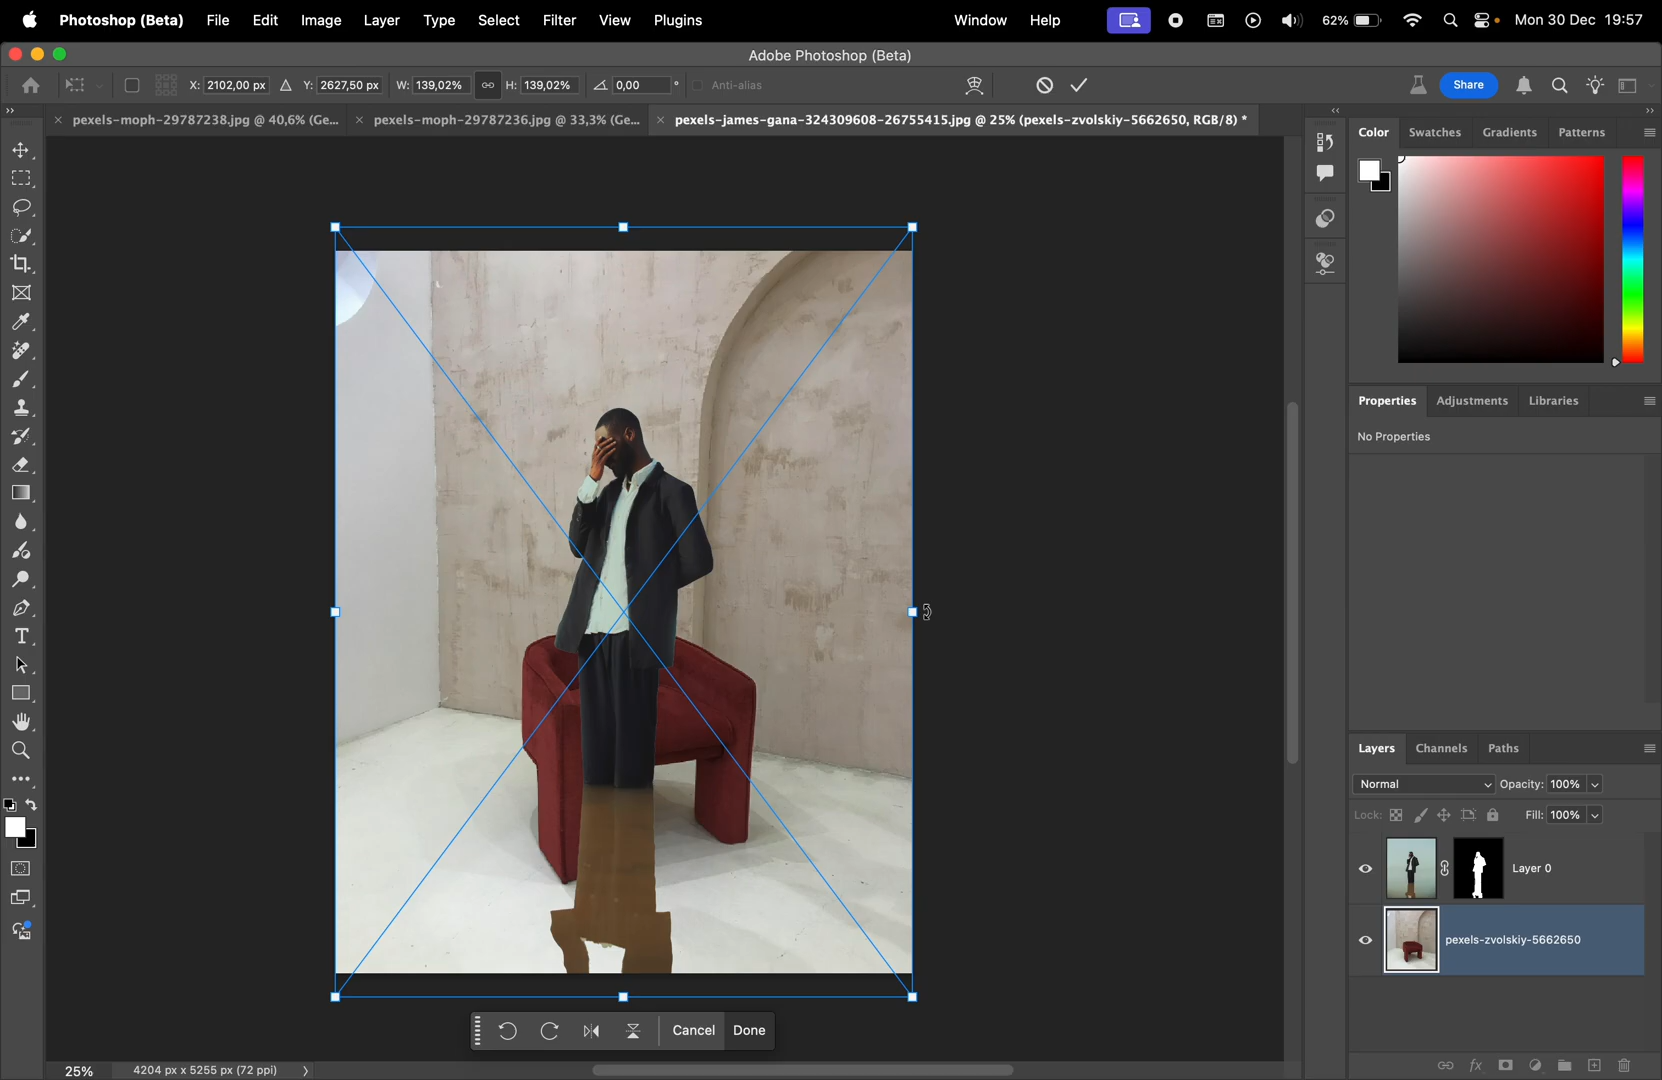 Photoshop (Beta) File Edit Image Layer Type Select Filter View Plugins Window Help 62% Mon 30 Dec 19:57
Adobe Photoshop (Beta)
X: 2102,00 px Y: 2627,50 px W: 139,02% H: 139,02% 0,00 ° Anti-alias Share
pexels-moph-29787238.jpg @ 40,6% (Ge... pexels-moph-29787236.jpg @ 33,3% (Ge... pexels-james-gana-324309608-26755415.jpg @ 25% (pexels-zvolskiy-5662650, RGB/8) *
Color Swatches Gradients Patterns
Properties Adjustments Libraries
No Properties
Layers Channels Paths
Normal Opacity: 100%
Lock: Fill: 100%
Layer 0
pexels-zvolskiy-5662650
Cancel Done
25% 4204 px x 5255 px (72 ppi)